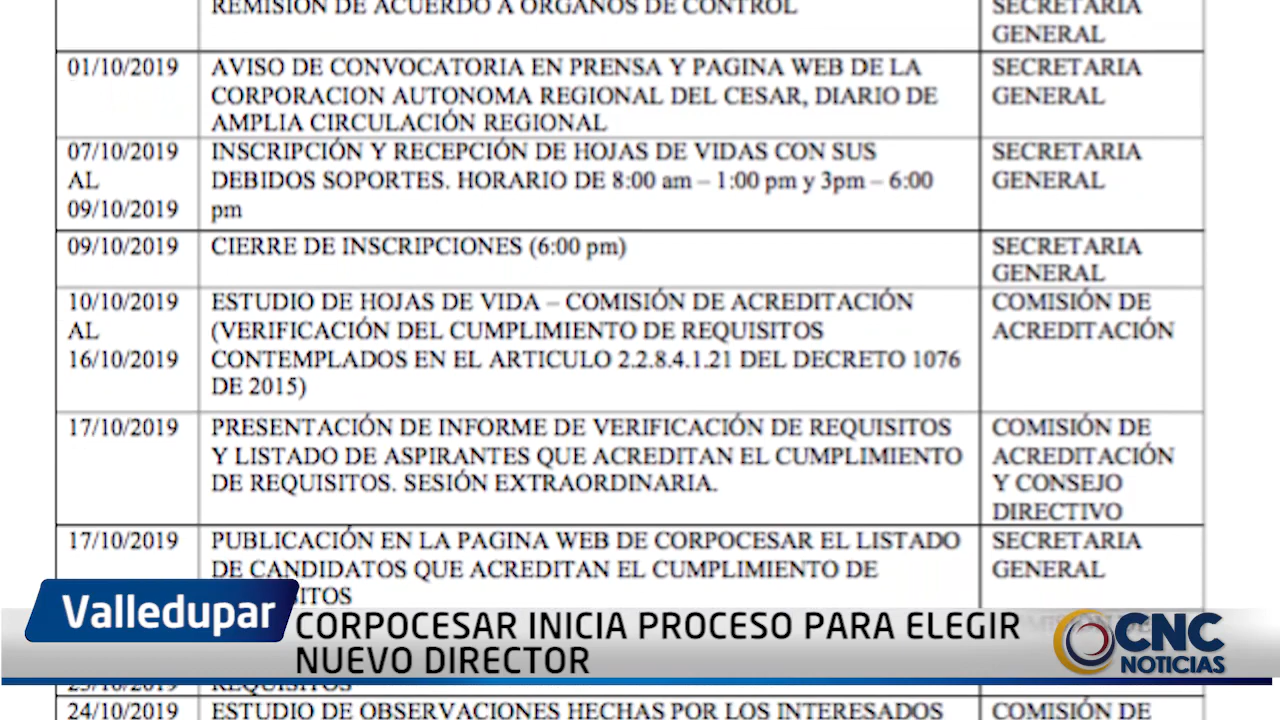 REMISIÓN DE ACUERDO A ORGANOS DE CONTROL
SECRETARIA
GENERAL
01/10/2019
AVISO DE CONVOCATORIA EN PRENSA Y PAGINA WEB DE LA
CORPORACION AUTONOMA REGIONAL DEL CESAR, DIARIO DE
AMPLIA CIRCULACIÓN REGIONAL
SECRETARIA
GENERAL
07/10/2019
AL
09/10/2019
INSCRIPCIÓN Y RECEPCIÓN DE HOJAS DE VIDAS CON SUS
DEBIDOS SOPORTES. HORARIO DE 8:00 am – 1:00 pm y 3pm – 6:00
pm
SECRETARIA
GENERAL
09/10/2019
CIERRE DE INSCRIPCIONES (6:00 pm)
SECRETARIA
GENERAL
10/10/2019
AL
16/10/2019
ESTUDIO DE HOJAS DE VIDA – COMISIÓN DE ACREDITACIÓN
(VERIFICACIÓN DEL CUMPLIMIENTO DE REQUISITOS
CONTEMPLADOS EN EL ARTICULO 2.2.8.4.1.21 DEL DECRETO 1076
DE 2015)
COMISIÓN DE
ACREDITACIÓN
17/10/2019
PRESENTACIÓN DE INFORME DE VERIFICACIÓN DE REQUISITOS
Y LISTADO DE ASPIRANTES QUE ACREDITAN EL CUMPLIMIENTO
DE REQUISITOS. SESIÓN EXTRAORDINARIA.
COMISIÓN DE
ACREDITACIÓN
Y CONSEJO
DIRECTIVO
17/10/2019
PUBLICACIÓN EN LA PAGINA WEB DE CORPOCESAR EL LISTADO
DE CANDIDATOS QUE ACREDITAN EL CUMPLIMIENTO DE
SITOS
SECRETARIA
GENERAL
Valledupar
CORPOCESAR INICIA PROCESO PARA ELEGIR
NUEVO DIRECTOR
CNC
NOTICIAS
REQUISITOS
24/10/2019
ESTUDIO DE OBSERVACIONES HECHAS POR LOS INTERESADOS
COMISIÓN DE